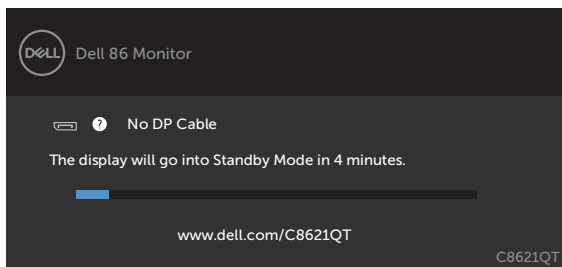 DELL
Dell 86 Monitor
? No DP Cable
The display will go into Standby Mode in 4 minutes.
www.dell.com/C8621QT
C8621QT